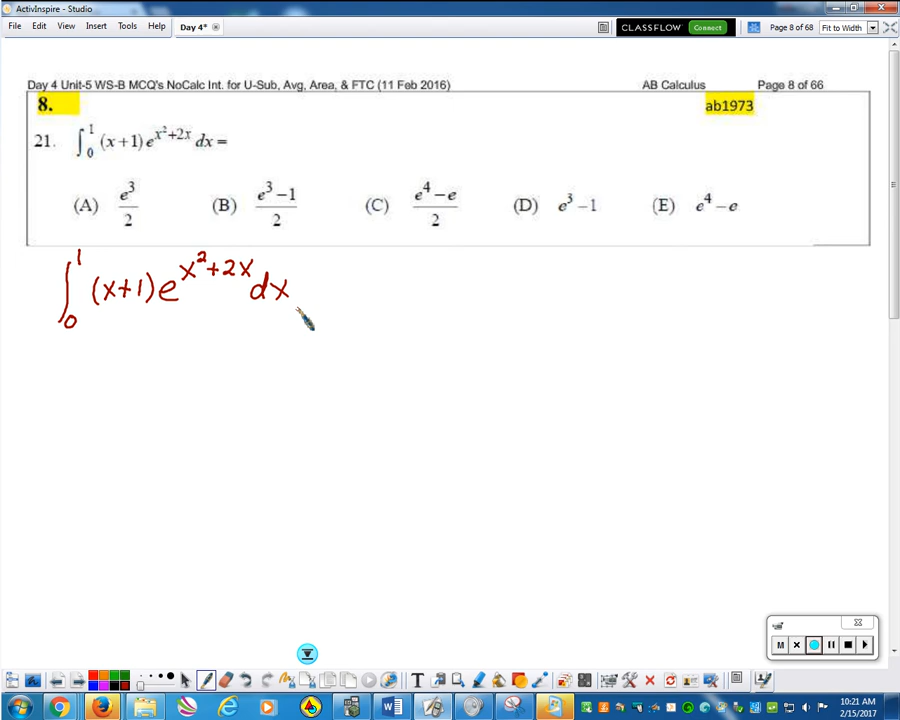 ActivInspire - Studio
File Edit View Insert Tools Help Day 4* CLASSFLOW Connect Page 8 of 68 Fit to Width
Day 4 Unit-5 WS-B MCQ's NoCalc Int. for U-Sub, Avg, Area, & FTC (11 Feb 2016) AB Calculus Page 8 of 66
8. ab1973
21. ∫₀¹ (x+1) e^(x²+2x) dx =
(A) e³/2 (B) (e³−1)/2 (C) (e⁴−e)/2 (D) e³−1 (E) e⁴−e
∫₀¹ (x+1) e^(x²+2x) dx
M
T
10:21 AM
2/15/2017